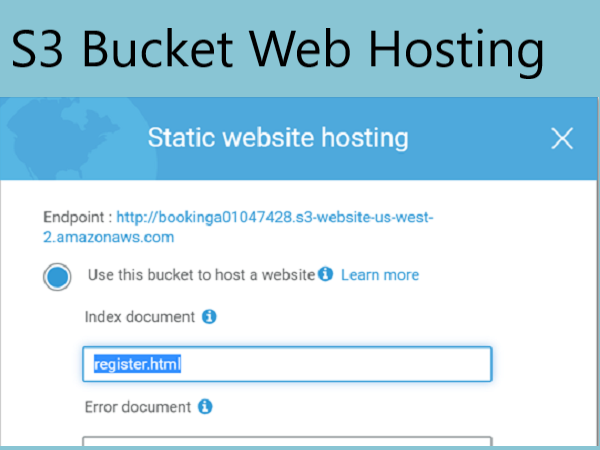 S3 Bucket Web Hosting
Static website hosting
Endpoint : http://bookinga01047428.s3-website-us-west-
2.amazonaws.com
Use this bucket to host a website Learn more
Index document
register.html
Error document